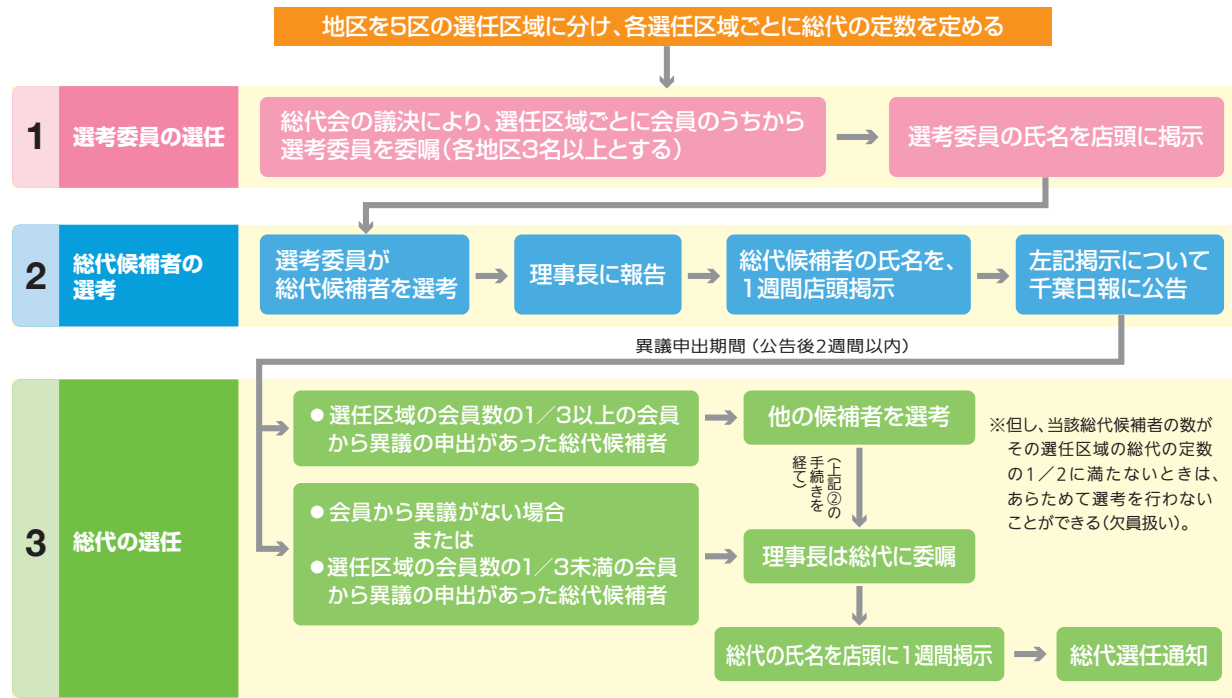 地区を5区の選任区域に分け、各選任区域ごとに総代の定数を定める
1
選考委員の選任
総代会の議決により、選任区域ごとに会員のうちから
選考委員を委嘱(各地区3名以上とする)
選考委員の氏名を店頭に掲示
2
総代候補者の
選考
選考委員が
総代候補者を選考
理事長に報告
総代候補者の氏名を、
1週間店頭掲示
左記掲示について
千葉日報に公告
異議申出期間(公告後2週間以内)
3
総代の選任
●選任区域の会員数の1/3以上の会員
から異議の申出があった総代候補者
他の候補者を選考
※但し、当該総代候補者の数が
その選任区域の総代の定数
の1/2に満たないときは、
あらためて選考を行わない
ことができる(欠員扱い)。
(上記②の
手続きを
経て)
●会員から異議がない場合
または
●選任区域の会員数の1/3未満の会員
から異議の申出があった総代候補者
理事長は総代に委嘱
総代の氏名を店頭に1週間掲示
総代選任通知